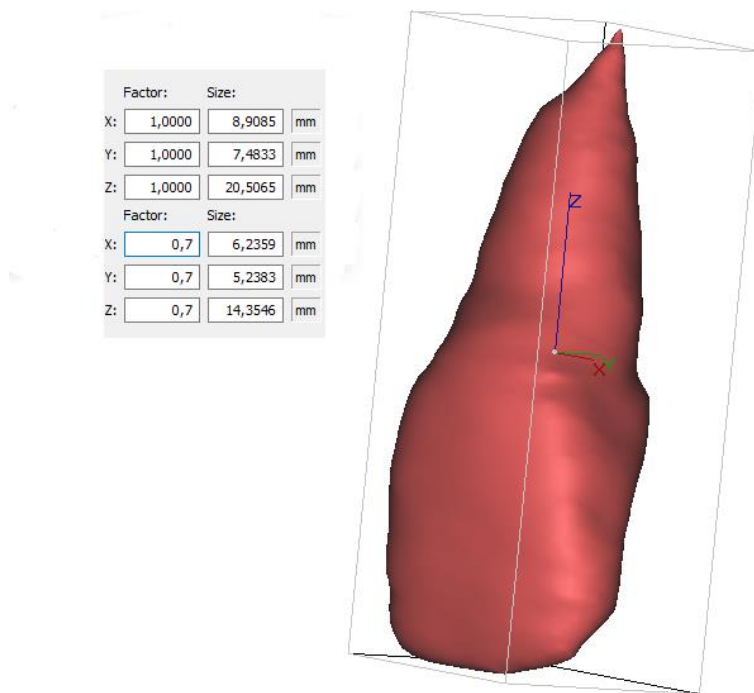 Factor: Size:
X: 1,0000 8,9085 mm
Y: 1,0000 7,4833 mm
Z: 1,0000 20,5065 mm
Factor: Size:
X: 0,7 6,2359 mm
Y: 0,7 5,2383 mm
Z: 0,7 14,3546 mm
Z
X Y